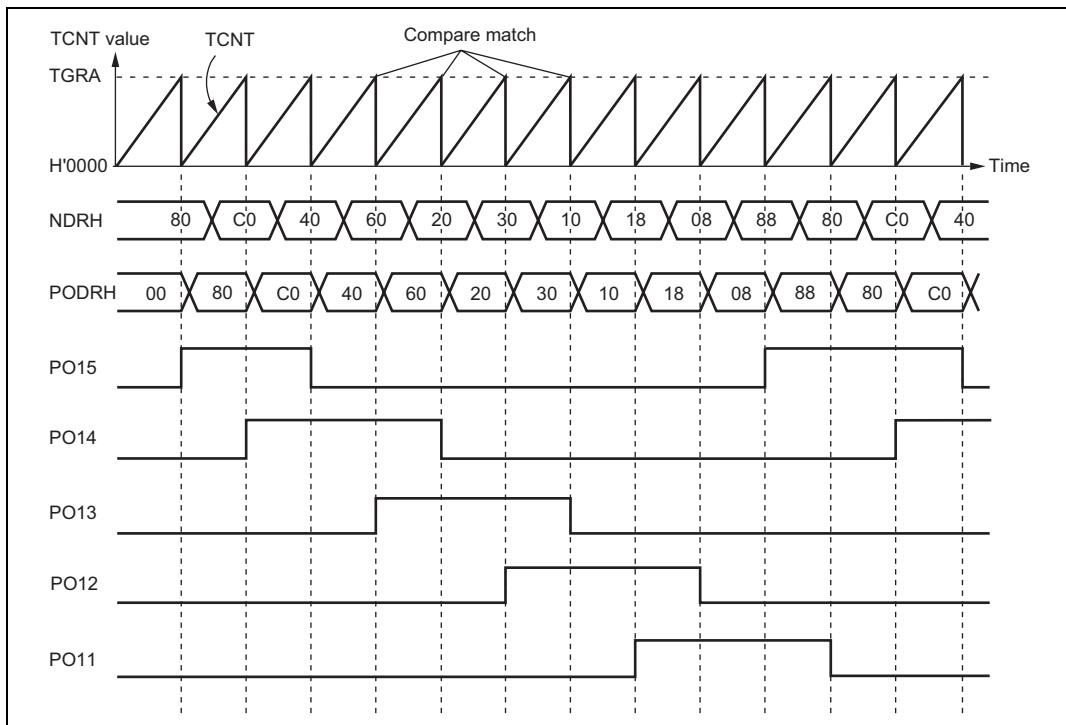 TCNT value
TCNT
Compare match
TGRA
H'0000
Time
NDRH 80 C0 40 60 20 30 10 18 08 88 80 C0 40
PODRH 00 80 C0 40 60 20 30 10 18 08 88 80 C0
PO15
PO14
PO13
PO12
PO11